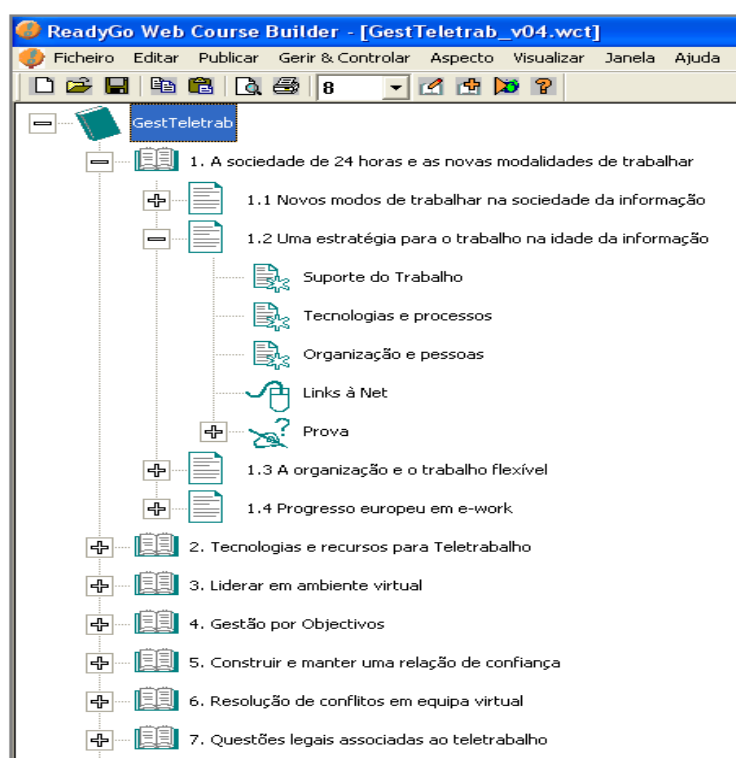 ReadyGo Web Course Builder - [GestTeletrab_v04.wct]
Ficheiro Editar Publicar Gerir & Controlar Aspecto Visualizar Janela Ajuda
8
GestTeletrab
1. A sociedade de 24 horas e as novas modalidades de trabalhar
1.1 Novos modos de trabalhar na sociedade da informação
1.2 Uma estratégia para o trabalho na idade da informação
Suporte do Trabalho
Tecnologias e processos
Organização e pessoas
Links à Net
Prova
1.3 A organização e o trabalho flexível
1.4 Progresso europeu em e-work
2. Tecnologias e recursos para Teletrabalho
3. Liderar em ambiente virtual
4. Gestão por Objectivos
5. Construir e manter uma relação de confiança
6. Resolução de conflitos em equipa virtual
7. Questões legais associadas ao teletrabalho